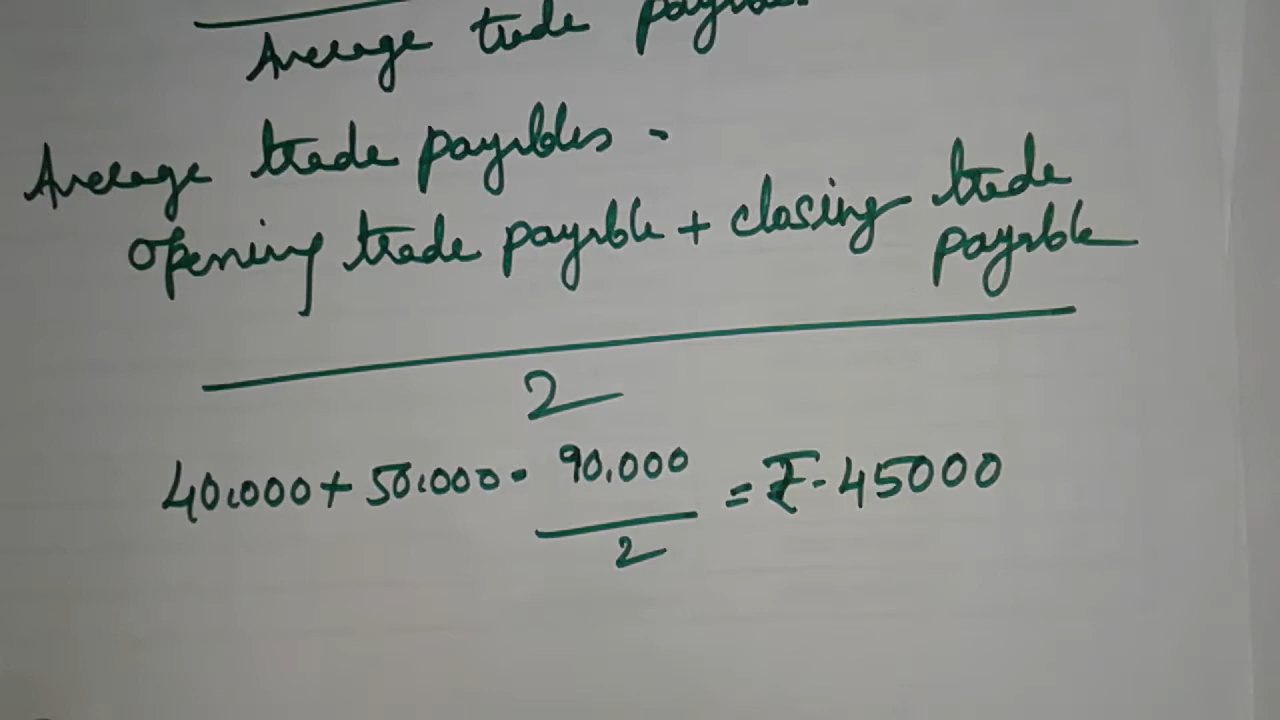 Average trade payables.
Average trade payables -
opening trade payable + closing trade
payable
2
40,000 + 50,000 = 90,000
2
= ₹. 45000